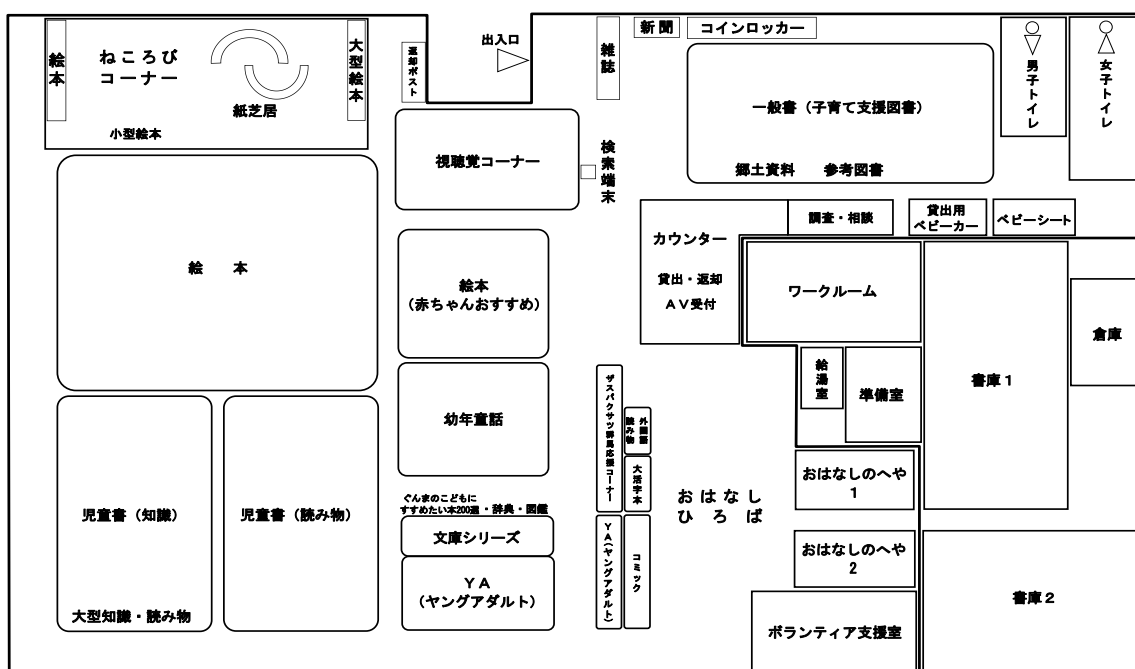 絵本
ねころび
コーナー
紙芝居
大型絵本
小型絵本
返却ポスト
出入口
雑誌
新聞
コインロッカー
一般書（子育て支援図書）
郷土資料　参考図書
男子トイレ
女子トイレ
視聴覚コーナー
検索端末
カウンター
貸出・返却
ＡＶ受付
調査・相談
貸出用
ベビーカー
ベビーシート
絵　本
絵本
（赤ちゃんおすすめ）
ワークルーム
倉庫
給湯室
準備室
書庫１
幼年童話
ザスパクサツ群馬応援コーナー
外国語
読み物
大活字本
児童書（知識）
大型知識・読み物
児童書（読み物）
ぐんまのこどもに
すすめたい本200選・辞典・図鑑
文庫シリーズ
ＹＡ
（ヤングアダルト）
ＹＡ（ヤングアダルト）
コミック
おはなし
ひろば
おはなしのへや
1
おはなしのへや
2
書庫２
ボランティア支援室